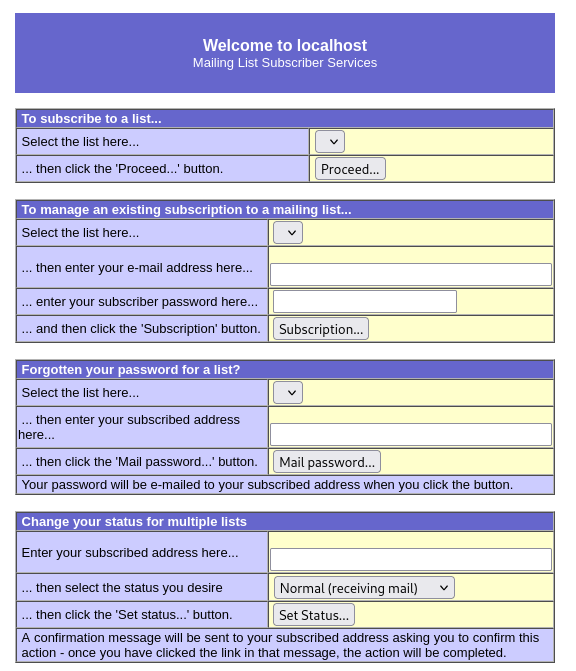 Welcome to localhost
Mailing List Subscriber Services
To subscribe to a list...
Select the list here...
... then click the 'Proceed...' button.
Proceed...
To manage an existing subscription to a mailing list...
Select the list here...
... then enter your e-mail address here...
... enter your subscriber password here...
... and then click the 'Subscription' button.
Subscription...
Forgotten your password for a list?
Select the list here...
... then enter your subscribed address
here...
... then click the 'Mail password...' button.
Mail password...
Your password will be e-mailed to your subscribed address when you click the button.
Change your status for multiple lists
Enter your subscribed address here...
... then select the status you desire
Normal (receiving mail)
... then click the 'Set status...' button.
Set Status...
A confirmation message will be sent to your subscribed address asking you to confirm this
action - once you have clicked the link in that message, the action will be completed.